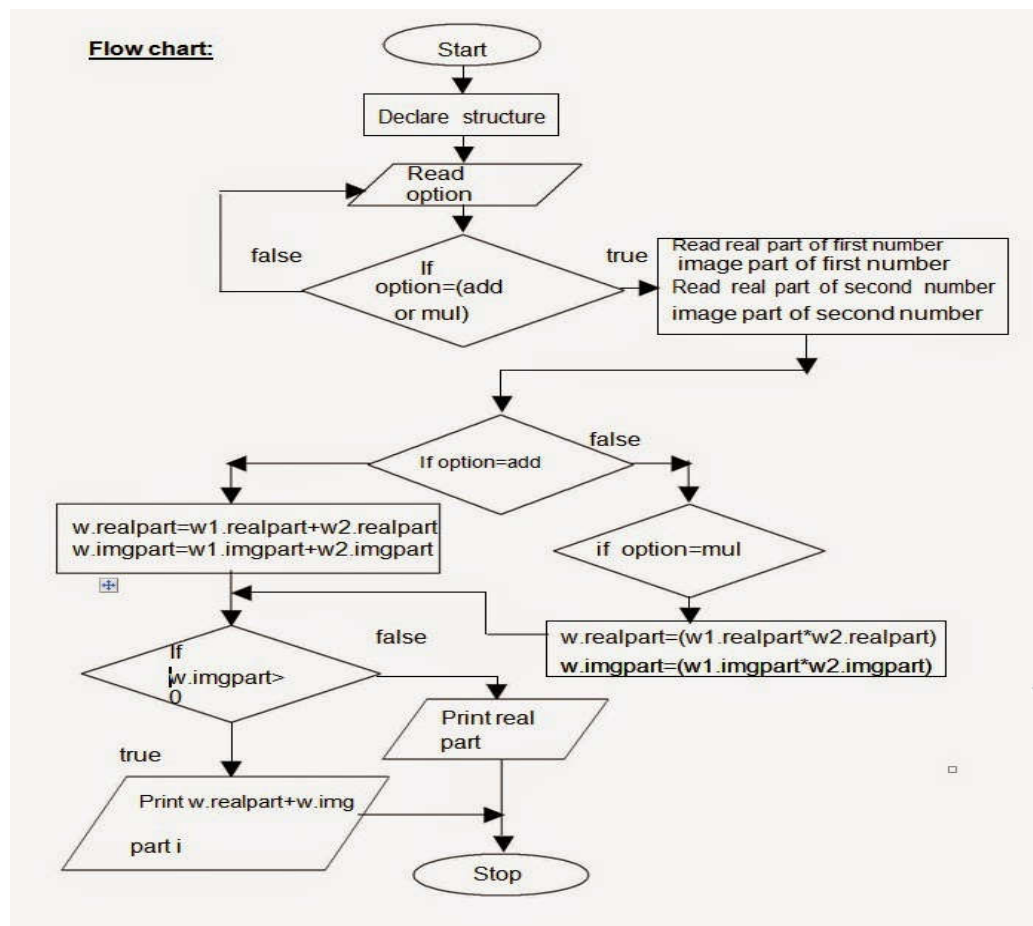 Flow chart:
Start
Declare structure
Read
option
false
true
If
option=(add
or mul)
Read real part of first number
image part of first number
Read real part of second number
image part of second number
false
If option=add
w.realpart=w1.realpart+w2.realpart
w.imgpart=w1.imgpart+w2.imgpart
if option=mul
w.realpart=(w1.realpart*w2.realpart)
w.imgpart=(w1.imgpart*w2.imgpart)
false
If
w.imgpart>
0
Print real
part
true
Print w.realpart+w.img
part i
Stop